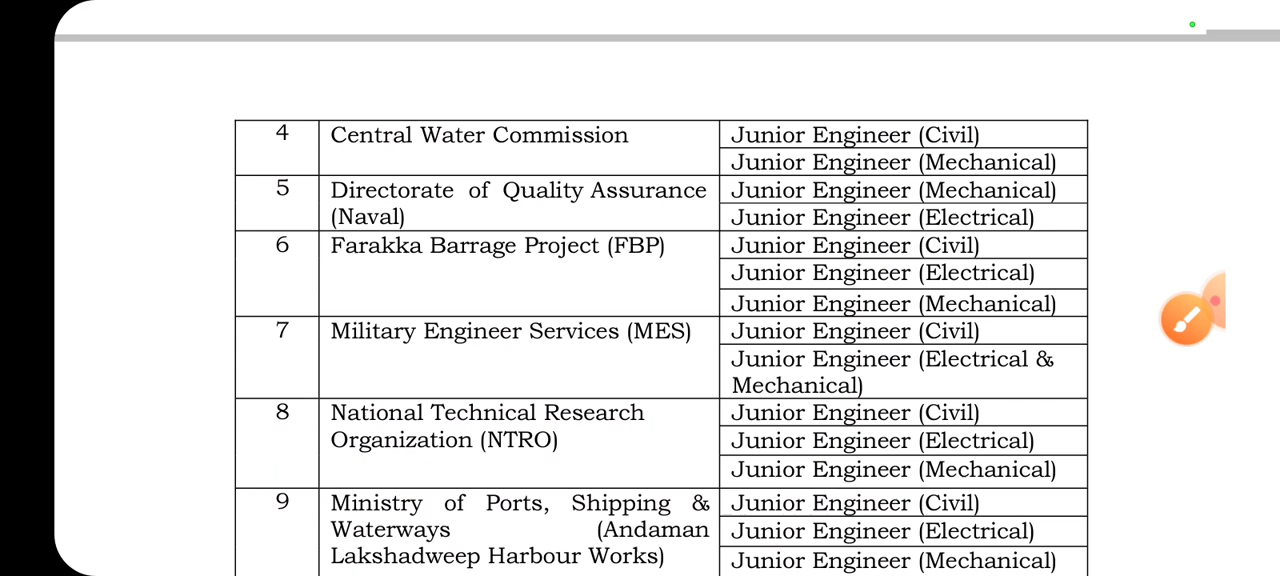 4 Central Water Commission Junior Engineer (Civil)
Junior Engineer (Mechanical)
5 Directorate of Quality Assurance Junior Engineer (Mechanical)
(Naval) Junior Engineer (Electrical)
6 Farakka Barrage Project (FBP) Junior Engineer (Civil)
Junior Engineer (Electrical)
Junior Engineer (Mechanical)
7 Military Engineer Services (MES) Junior Engineer (Civil)
Junior Engineer (Electrical &
Mechanical)
8 National Technical Research Junior Engineer (Civil)
Organization (NTRO) Junior Engineer (Electrical)
Junior Engineer (Mechanical)
9 Ministry of Ports, Shipping & Junior Engineer (Civil)
Waterways (Andaman Junior Engineer (Electrical)
Lakshadweep Harbour Works) Junior Engineer (Mechanical)